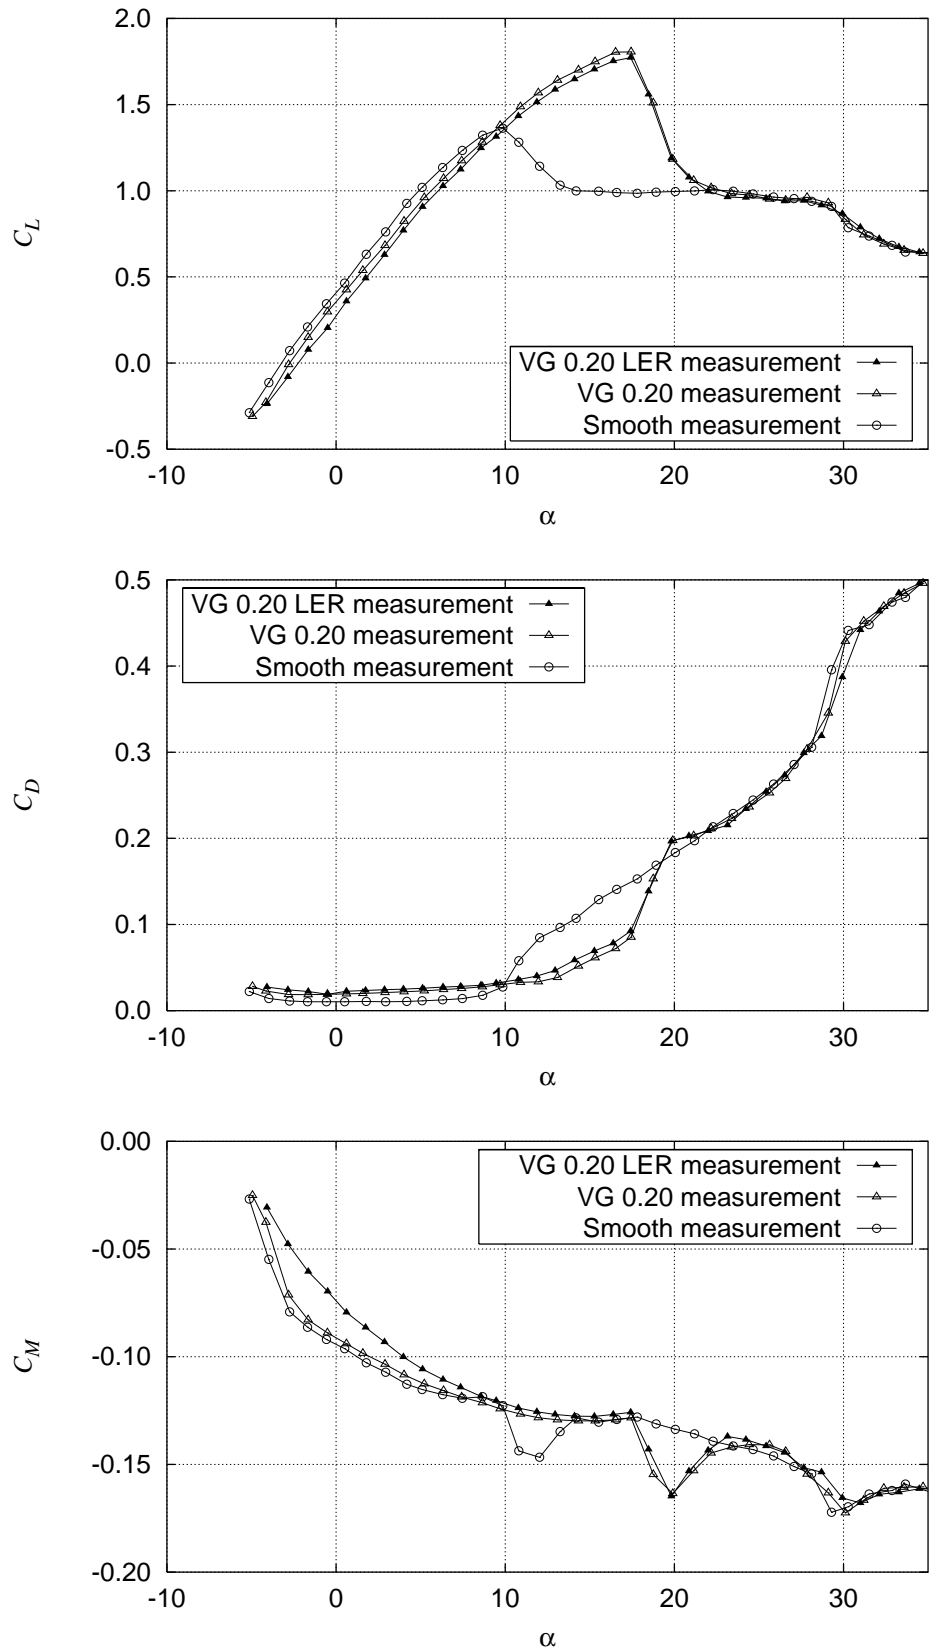 2.0
1.5
1.0
0.5
0.0
-0.5
C_L
VG 0.20 LER measurement
VG 0.20 measurement
Smooth measurement
-10 0 10 20 30
α
0.5
0.4
0.3
0.2
0.1
0.0
C_D
VG 0.20 LER measurement
VG 0.20 measurement
Smooth measurement
-10 0 10 20 30
α
0.00
-0.05
-0.10
-0.15
-0.20
C_M
VG 0.20 LER measurement
VG 0.20 measurement
Smooth measurement
-10 0 10 20 30
α